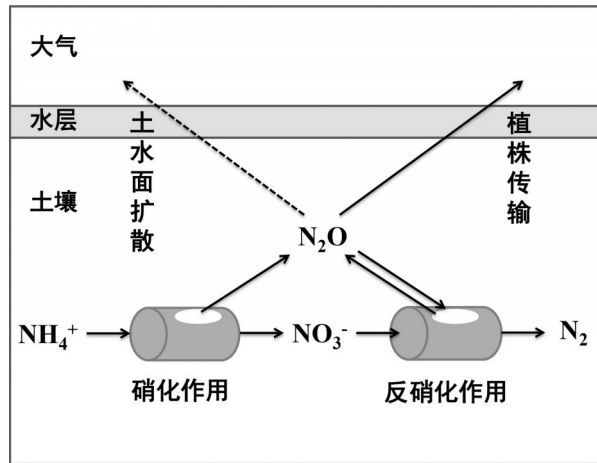 大气
水层
土壤
土水面扩散
植株传输
N₂O
NH₄⁺
NO₃⁻
N₂
硝化作用
反硝化作用